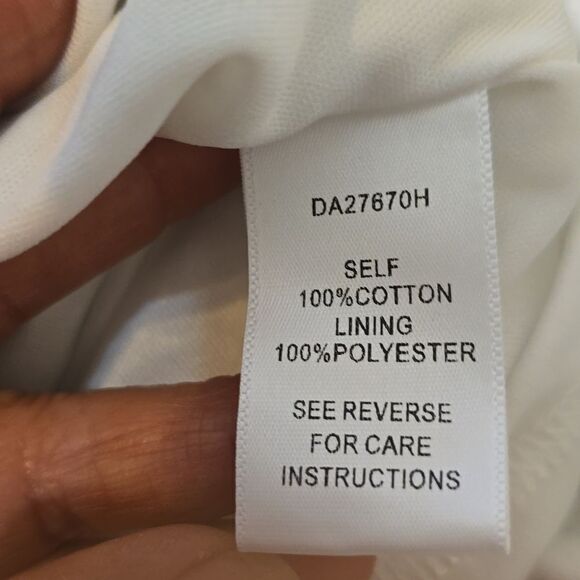 DA27670H
SELF
100%COTTON
LINING
100%POLYESTER
SEE REVERSE
FOR CARE
INSTRUCTIONS